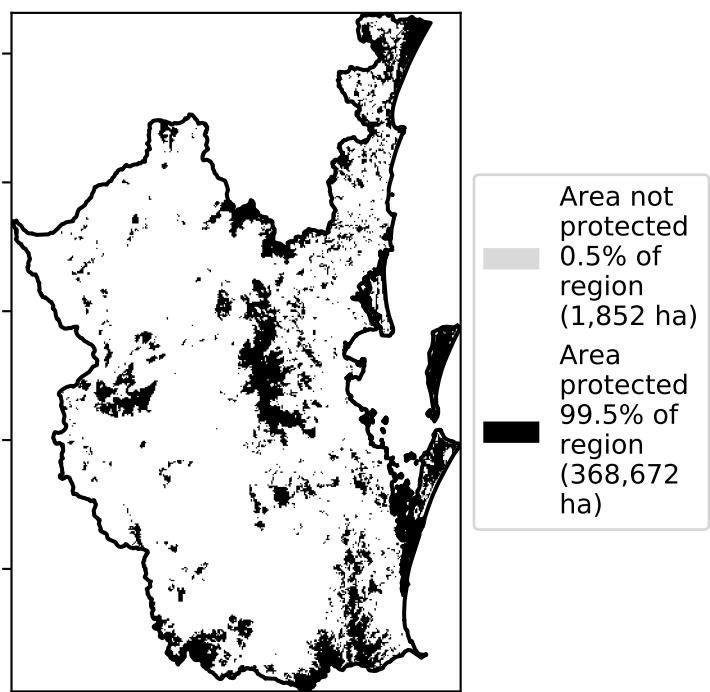 Area not
protected
0.5% of
region
(1,852 ha)
Area
protected
99.5% of
region
(368,672
ha)